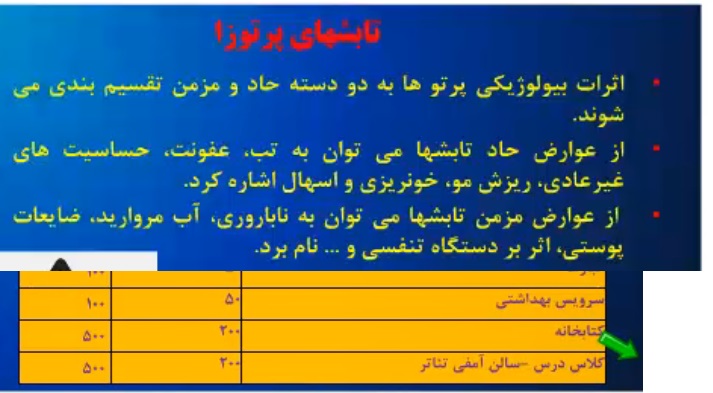 تابشهای پرتوزا
اثرات بیولوژیکی پرتو ها به دو دسته حاد و مزمن تقسیم بندی می
شوند.
از عوارض حاد تابشها می توان به تب، عفونت، حساسیت های
غیرعادی، ریزش مو، خونریزی و اسهال اشاره کرد.
از عوارض مزمن تابشها می توان به ناباروری، آب مروارید، ضایعات
پوستی، اثر بر دستگاه تنفسی و ... نام برد.
سرویس بهداشتی ۵۰ ۱۰۰
کتابخانه ۲۰۰ ۵۰۰
کلاس درس –سالن آمفی تئاتر ۲۰۰ ۵۰۰